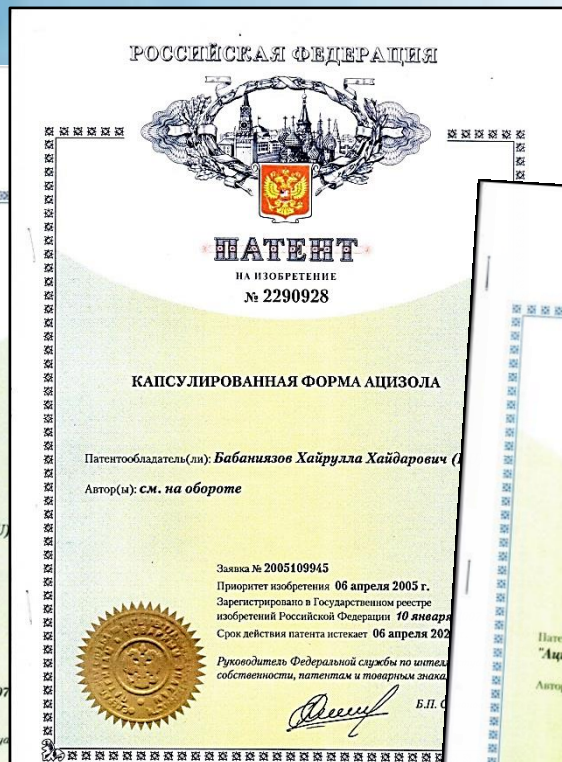 РОССИЙСКАЯ ФЕДЕРАЦИЯ
ПАТЕНТ
НА ИЗОБРЕТЕНИЕ
№ 2290928
КАПСУЛИРОВАННАЯ ФОРМА АЦИЗОЛА
Патентообладатель(ли): Бабаниязов Хайрулла Хайдарович
Автор(ы): см. на обороте
Заявка № 2005109945
Приоритет изобретения 06 апреля 2005 г.
Зарегистрировано в Государственном реестре
изобретений Российской Федерации 10 января
Срок действия патента истекает 06 апреля
Руководитель Федеральной службы по
собственности, патентам и товарным
Б.П.